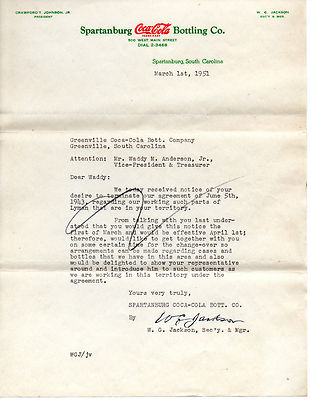 CRAWFORD T. JOHNSON, JR.
PRESIDENT
W. G. JACKSON
SEC'Y & MGR.
Spartanburg Coca-Cola Bottling Co.
500 WEST MAIN STREET
DIAL 2-3468
Spartanburg, South Carolina
March 1st, 1951
Greenville Coca-Cola Bott. Company
Greenville, South Carolina
Attention: Mr. Waddy M. Anderson, Jr.,
Vice-President & Treasurer
Dear Waddy:
We today received notice of your
desire to terminate our agreement of June 5th,
1943, regarding our working such parts of
Lyman that are in your territory.
From talking with you last under-
stood that you would give this notice the
first of March and would be effective April 1st;
therefore, would like to get together with you
on some certain time for the change-over so
arrangements can be made regarding cases and
bottles that we have in this area and also
would be delighted to show your representative
around and introduce him to such customers as
we are working in this territory under the
agreement.
Yours very truly,
SPARTANBURG COCA-COLA BOTT. CO.
By W G Jackson
W. G. Jackson, Sec'y. & Mgr.
WGJ/jw